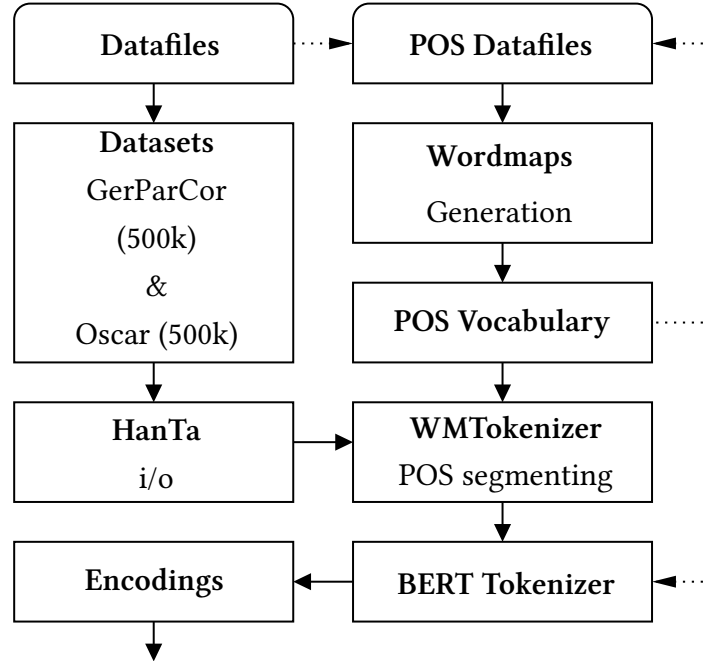 Datafiles
POS Datafiles
Datasets
GerParCor
(500k)
&
Oscar (500k)
Wordmaps
Generation
POS Vocabulary
HanTa
i/o
WMTokenizer
POS segmenting
Encodings
BERT Tokenizer